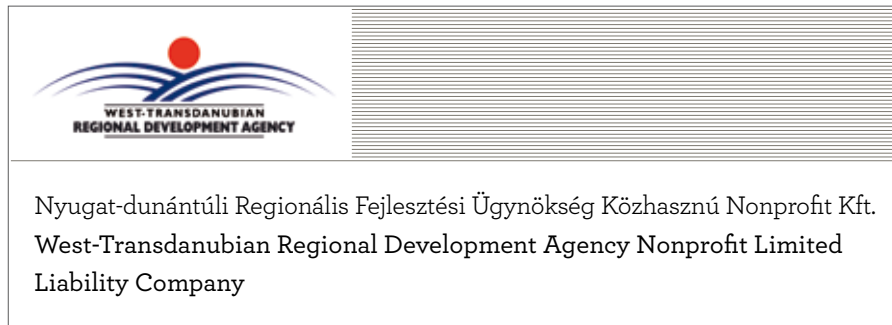 WEST-TRANSDANUBIAN
REGIONAL DEVELOPMENT AGENCY
Nyugat-dunántúli Regionális Fejlesztési Ügynökség Közhasznú Nonprofit Kft.
West-Transdanubian Regional Development Agency Nonprofit Limited
Liability Company